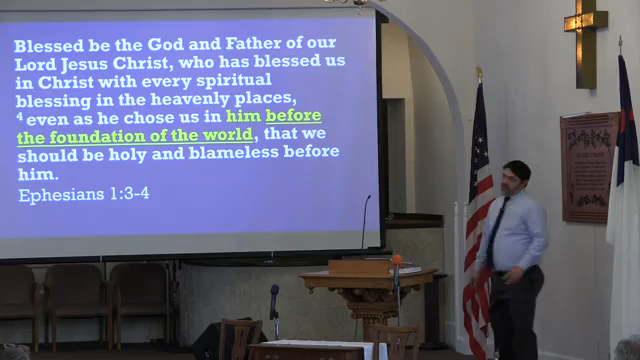 Blessed be the God and Father of our
Lord Jesus Christ, who has blessed us
in Christ with every spiritual
blessing in the heavenly places,
4 even as he chose us in him before
the foundation of the world, that we
should be holy and blameless before
him.
Ephesians 1:3-4